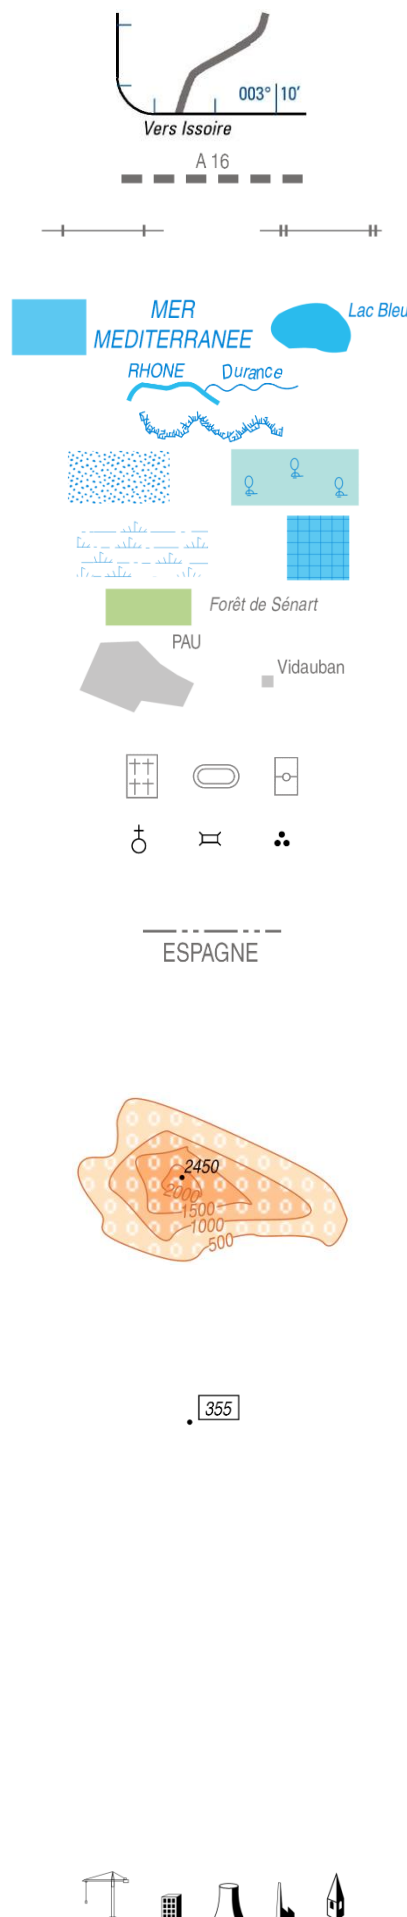 003° 10'
Vers Issoire
A 16
MER
MEDITERRANEE
Lac Bleu
RHONE Durance
Forêt de Sénart
PAU
Vidauban
ESPAGNE
2450
2000
1500
1000
500
355